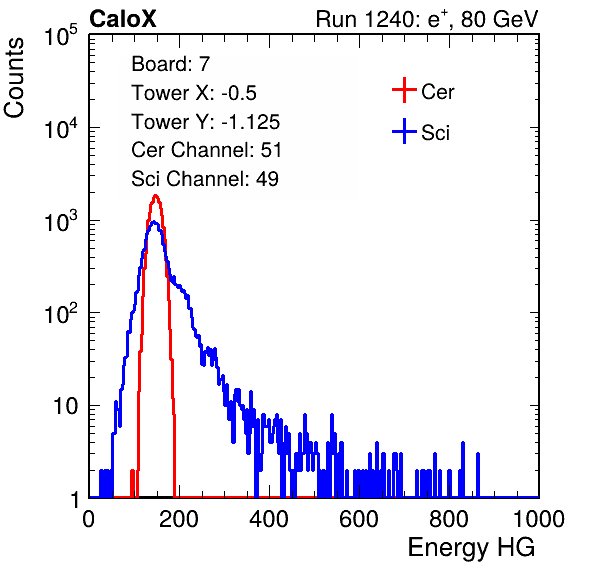 CaloX Run 1240: e⁺, 80 GeV
Counts
Board: 7
Tower X: -0.5
Tower Y: -1.125
Cer Channel: 51
Sci Channel: 49
Cer
Sci
10⁵
10⁴
10³
10²
10
1
0 200 400 600 800 1000
Energy HG